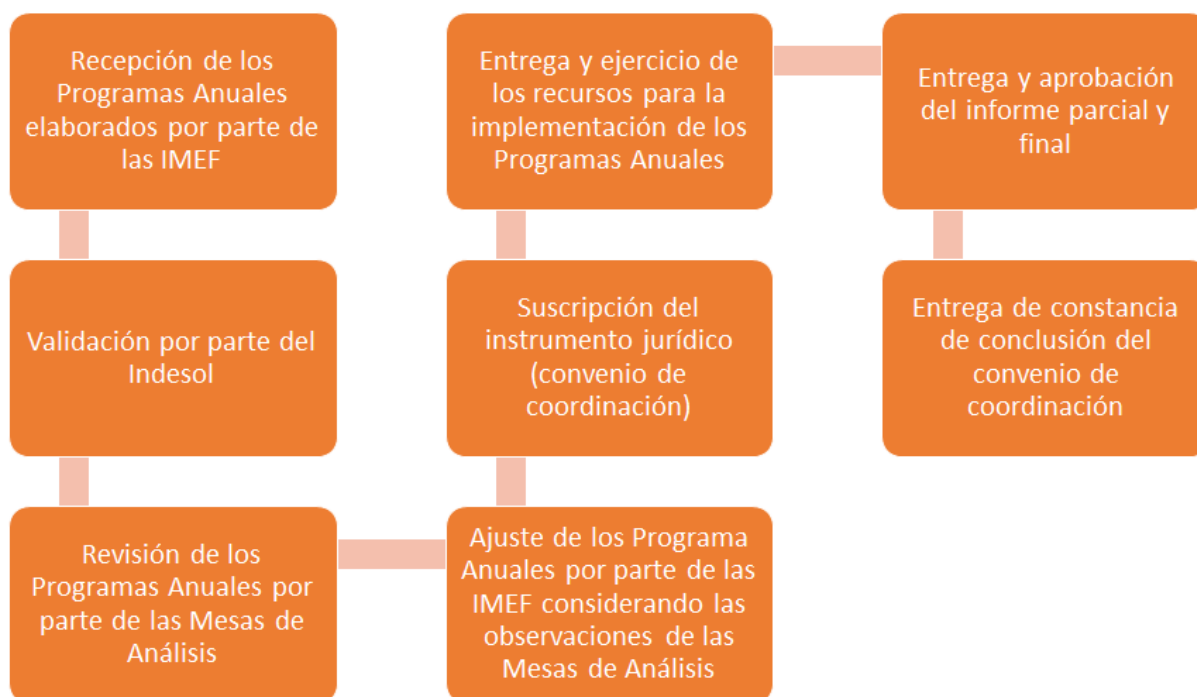 Recepción de los
Programas Anuales
elaborados por parte de
las IMEF
Validación por parte del
Indesol
Revisión de los
Programas Anuales por
parte de las Mesas de
Análisis
Ajuste de los Programa
Anuales por parte de las
IMEF considerando las
observaciones de las
Mesas de Análisis
Suscripción del
instrumento jurídico
(convenio de
coordinación)
Entrega y ejercicio de
los recursos para la
implementación de los
Programas Anuales
Entrega y aprobación
del informe parcial y
final
Entrega de constancia
de conclusión del
convenio de
coordinación